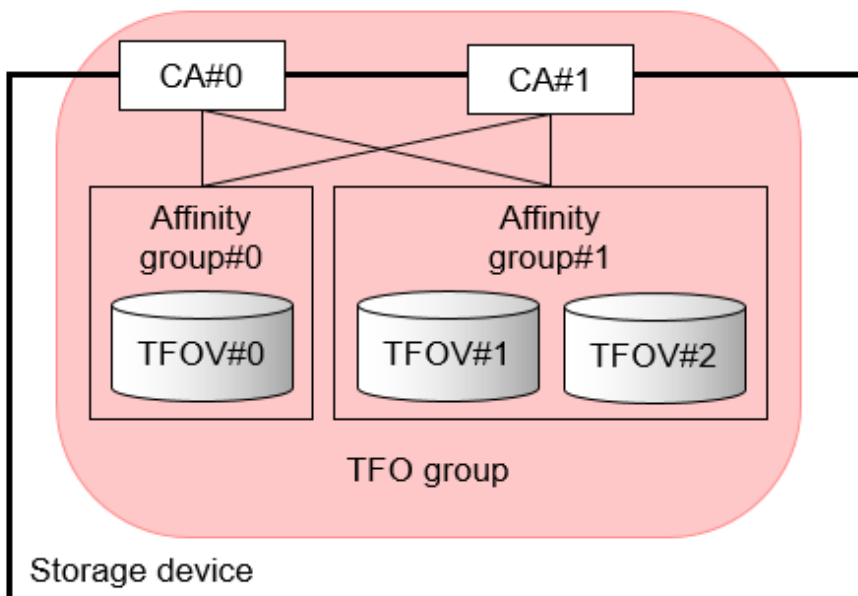 CA#0
CA#1
Affinity
group#0
Affinity
group#1
TFOV#0
TFOV#1
TFOV#2
TFO group
Storage device